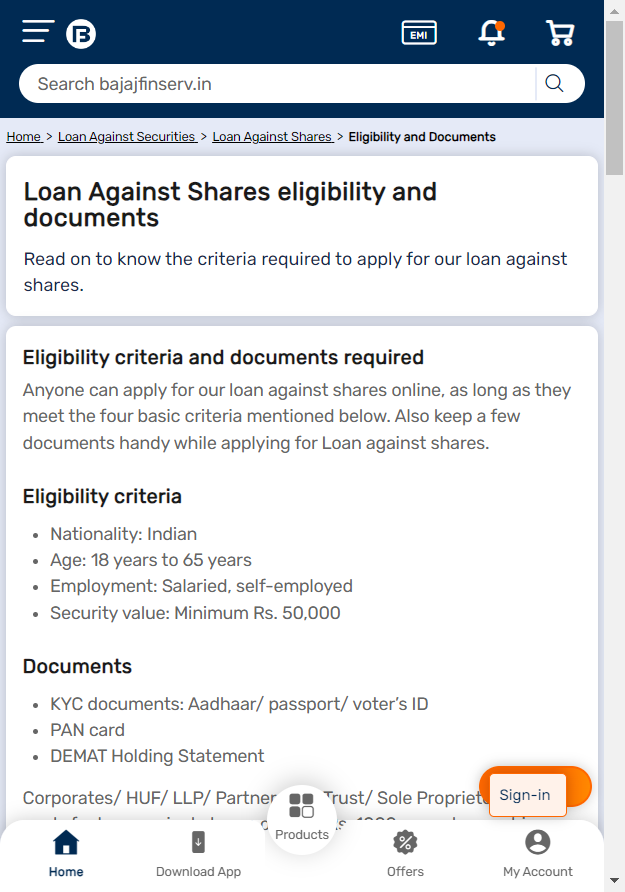 EMI
Search bajajfinserv.in
Home > Loan Against Securities > Loan Against Shares > Eligibility and Documents
Loan Against Shares eligibility and
documents
Read on to know the criteria required to apply for our loan against
shares.
Eligibility criteria and documents required
Anyone can apply for our loan against shares online, as long as they
meet the four basic criteria mentioned below. Also keep a few
documents handy while applying for Loan against shares.
Eligibility criteria
• Nationality: Indian
• Age: 18 years to 65 years
• Employment: Salaried, self-employed
• Security value: Minimum Rs. 50,000
Documents
• KYC documents: Aadhaar/ passport/ voter’s ID
• PAN card
• DEMAT Holding Statement
Corporates/ HUF/ LLP/ Partner Trust/ Sole Propriet
Sign-in
Home
Download App
Products
Offers
My Account